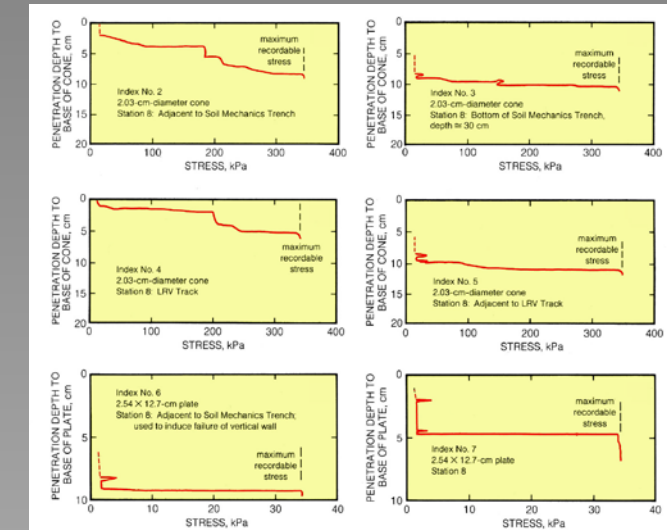 PENETRATION DEPTH TO
BASE OF CONE, cm
0
5
10
15
20
maximum
recordable
stress
Index No. 2
2.03-cm-diameter cone
Station 8: Adjacent to Soil Mechanics Trench
0 100 200 300 400
STRESS, kPa
PENETRATION DEPTH TO
BASE OF CONE, cm
0
5
10
15
20
maximum
recordable
stress
Index No. 3
2.03-cm-diameter cone
Station 8: Bottom of Soil Mechanics Trench,
depth ≈ 30 cm
0 100 200 300 400
STRESS, kPa
PENETRATION DEPTH TO
BASE OF CONE, cm
0
5
10
15
20
maximum
recordable
stress
Index No. 4
2.03-cm-diameter cone
Station 8: LRV Track
0 100 200 300 400
STRESS, kPa
PENETRATION DEPTH TO
BASE OF CONE, cm
0
5
10
15
20
maximum
recordable
stress
Index No. 5
2.03-cm-diameter cone
Station 8: Adjacent to LRV Track
0 100 200 300 400
STRESS, kPa
PENETRATION DEPTH TO
BASE OF PLATE, cm
0
5
10
Index No. 6
2.54 × 12.7-cm plate
Station 8: Adjacent to Soil Mechanics Trench;
used to induce failure of vertical wall
maximum
recordable
stress
0 10 20 30 40
STRESS, kPa
PENETRATION DEPTH TO
BASE OF PLATE, cm
0
5
10
maximum
recordable
stress
Index No. 7
2.54 × 12.7-cm plate
Station 8
0 10 20 30 40
STRESS, kPa